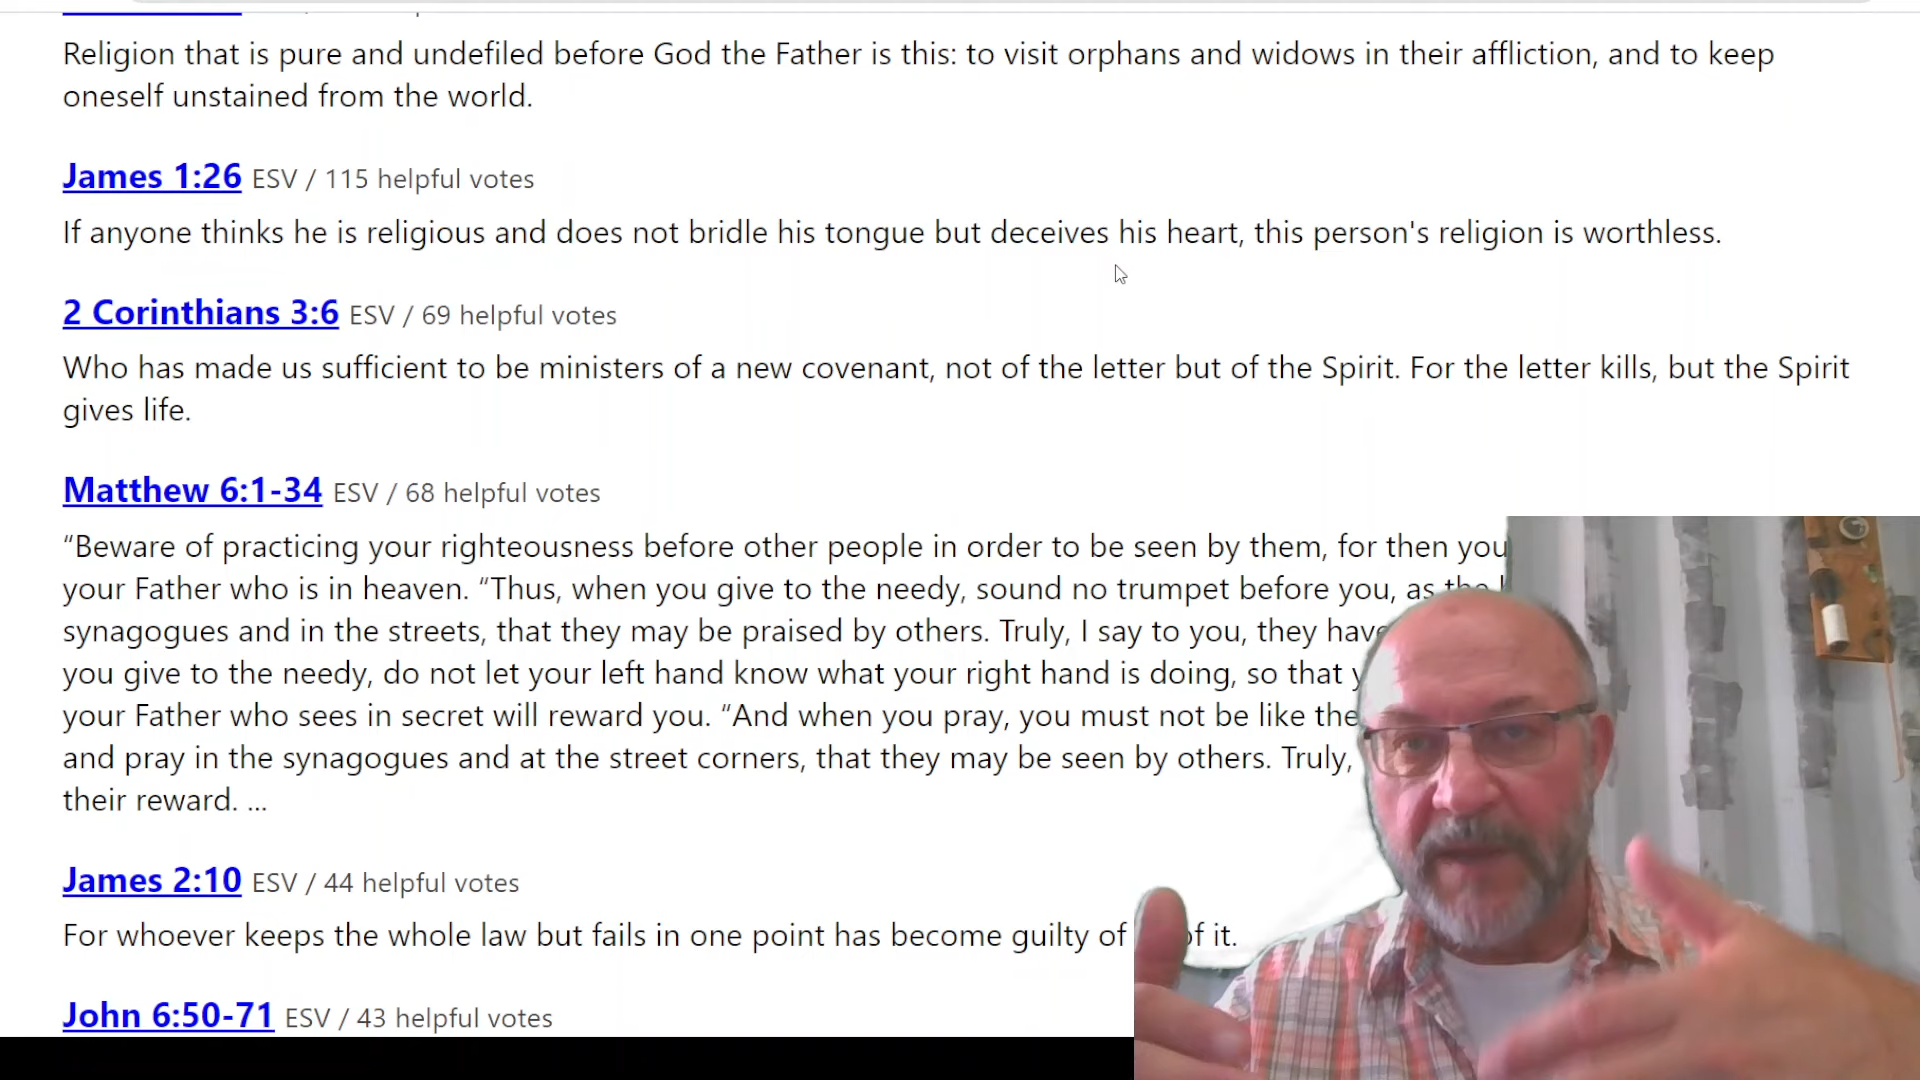 Religion that is pure and undefiled before God the Father is this: to visit orphans and widows in their affliction, and to keep
oneself unstained from the world.
James 1:26 ESV / 115 helpful votes
If anyone thinks he is religious and does not bridle his tongue but deceives his heart, this person's religion is worthless.
2 Corinthians 3:6 ESV / 69 helpful votes
Who has made us sufficient to be ministers of a new covenant, not of the letter but of the Spirit. For the letter kills, but the Spirit
gives life.
Matthew 6:1-34 ESV / 68 helpful votes
“Beware of practicing your righteousness before other people in order to be seen by them, for then you
your Father who is in heaven. “Thus, when you give to the needy, sound no trumpet before you, as the
synagogues and in the streets, that they may be praised by others. Truly, I say to you, they have
you give to the needy, do not let your left hand know what your right hand is doing, so that
your Father who sees in secret will reward you. “And when you pray, you must not be like the
and pray in the synagogues and at the street corners, that they may be seen by others. Truly,
their reward. ...
James 2:10 ESV / 44 helpful votes
For whoever keeps the whole law but fails in one point has become guilty of of it.
John 6:50-71 ESV / 43 helpful votes